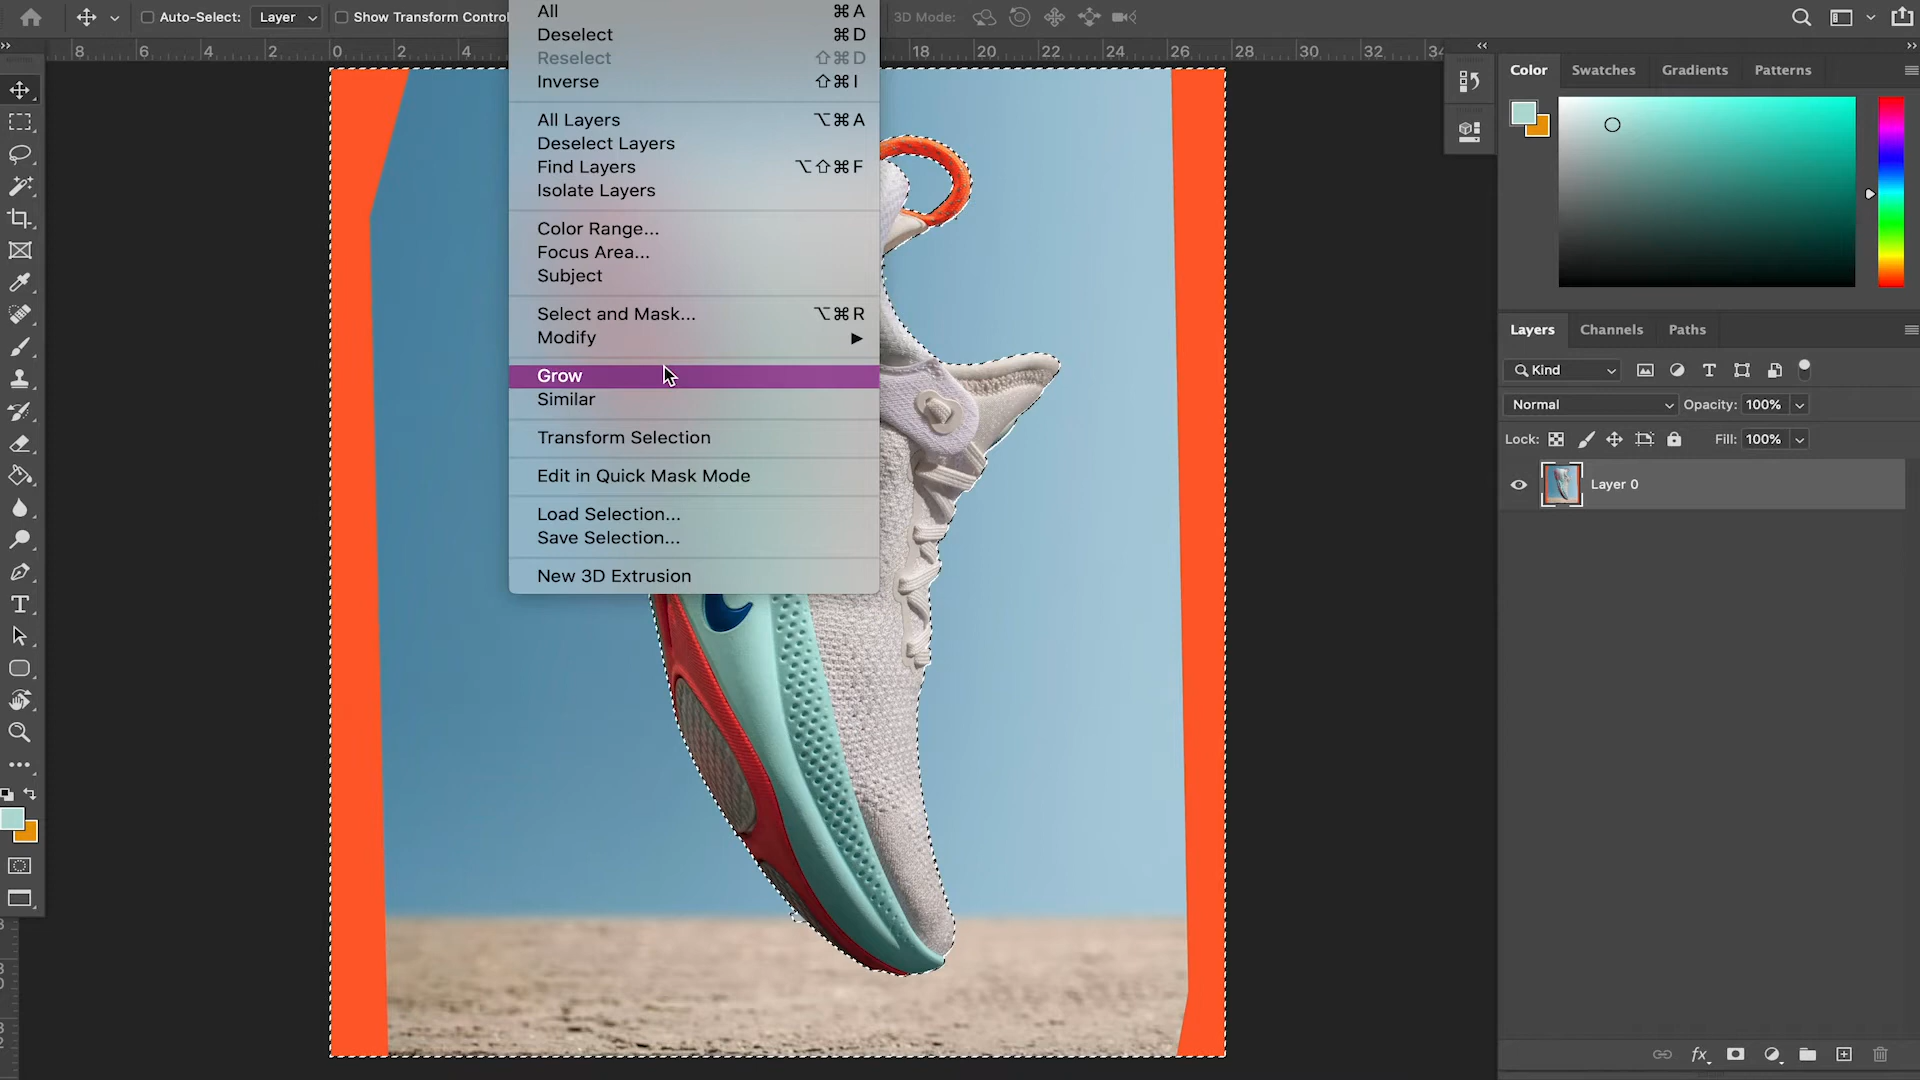 Auto-Select:
Layer
Show Transform Control
3D Mode:
8 6 4 2 0 2 4 18 20 22 24 26 28 30 32 34
All ⌘A
Deselect ⌘D
Reselect ⇧⌘D
Inverse ⇧⌘I
All Layers ⌥⌘A
Deselect Layers
Find Layers ⌥⇧⌘F
Isolate Layers
Color Range...
Focus Area...
Subject
Select and Mask... ⌥⌘R
Modify
Grow
Similar
Transform Selection
Edit in Quick Mask Mode
Load Selection...
Save Selection...
New 3D Extrusion
Color Swatches Gradients Patterns
Layers Channels Paths
Kind
Normal Opacity: 100%
Lock: Fill: 100%
Layer 0
fx